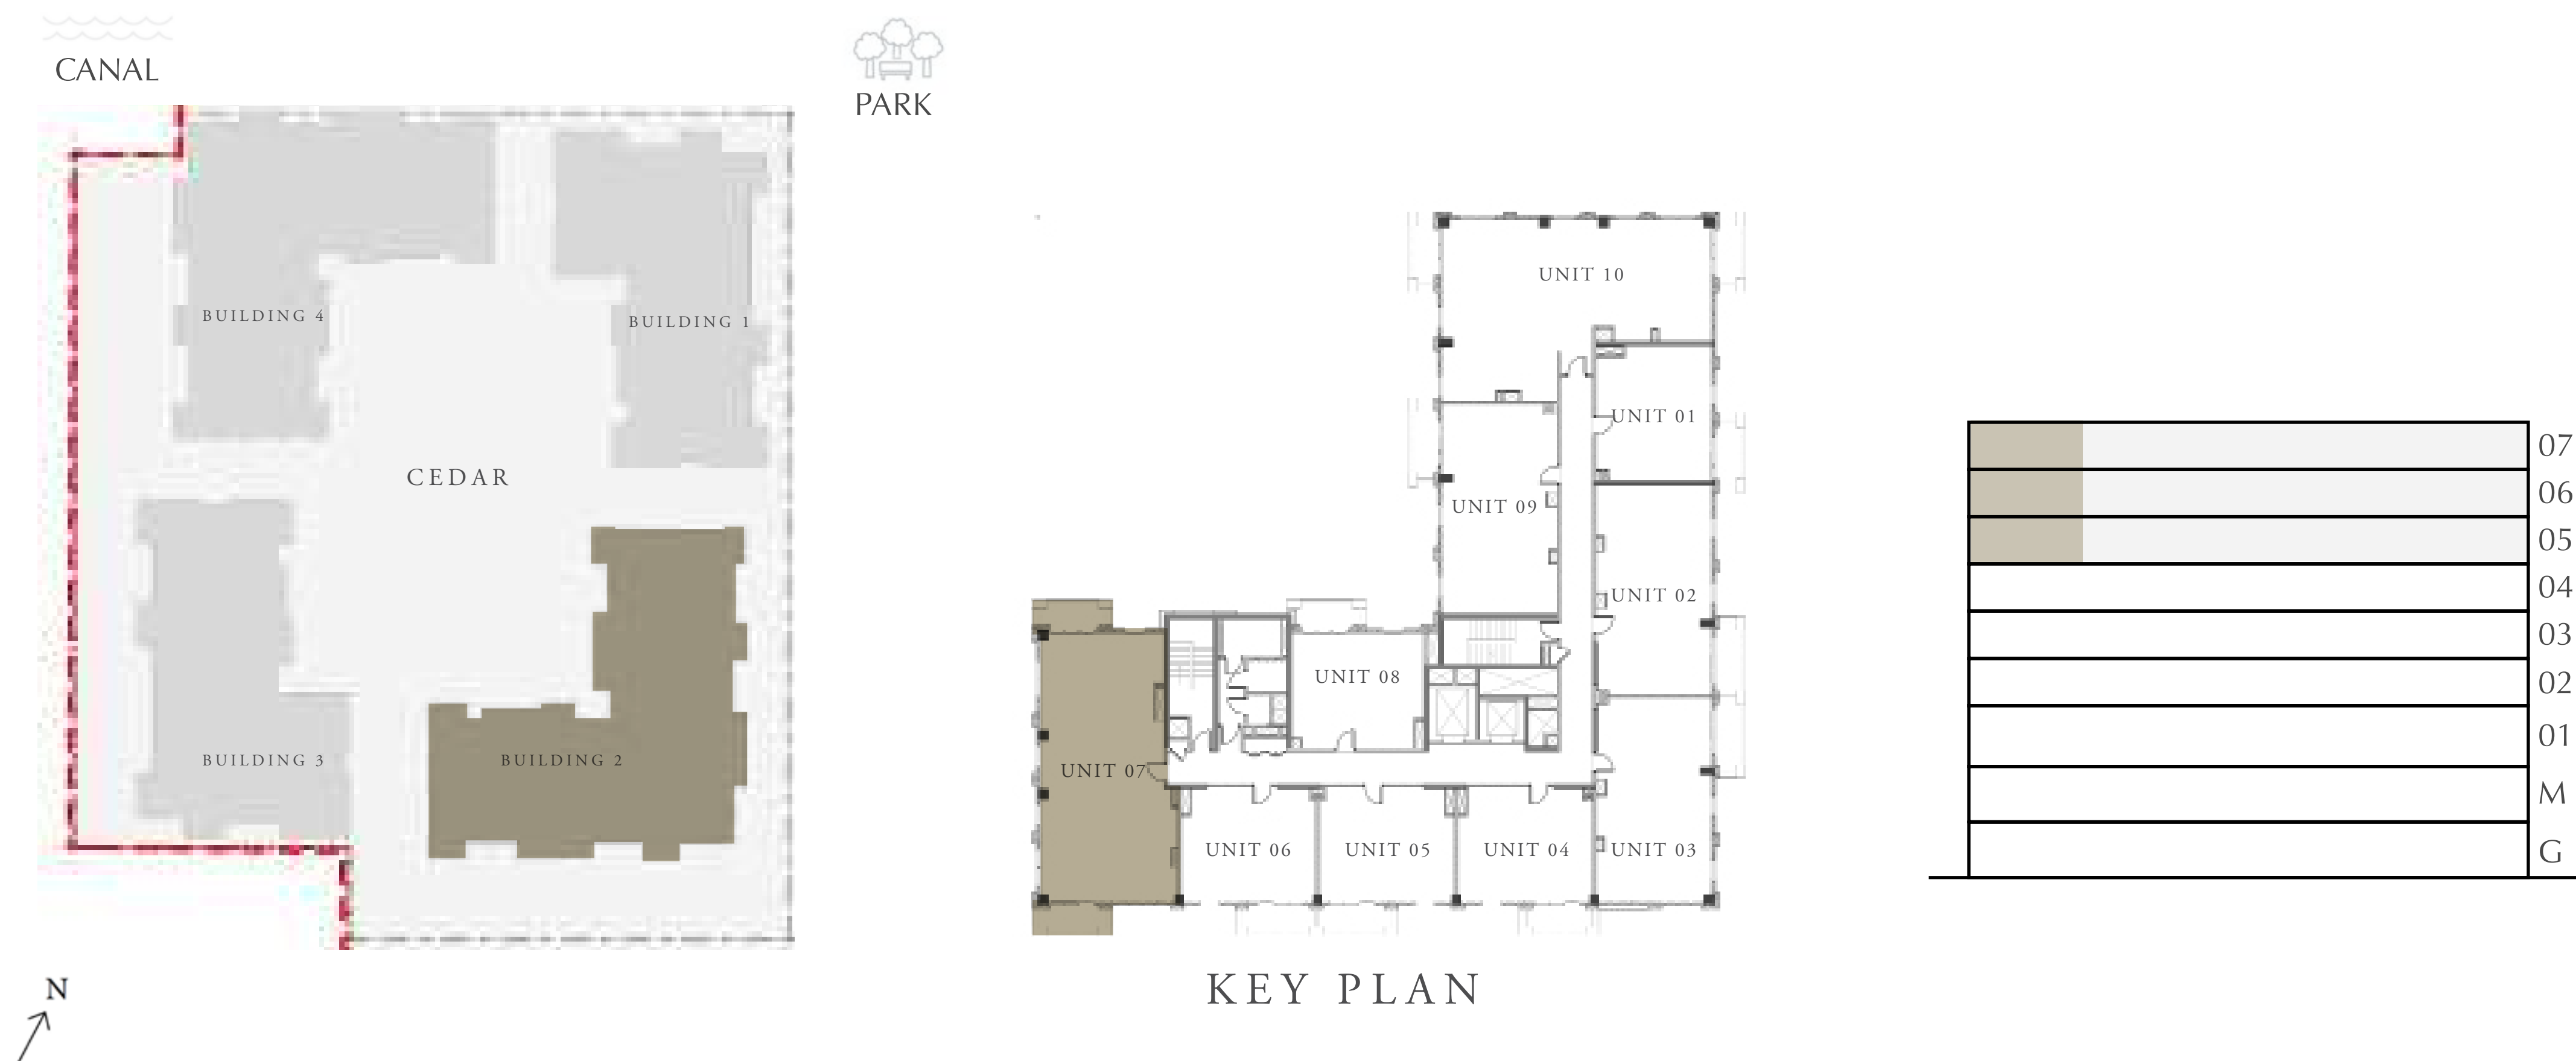 CANAL
PARK
BUILDING 4
BUILDING 1
CEDAR
BUILDING 3
BUILDING 2
N
UNIT 10
UNIT 01
UNIT 09
UNIT 02
UNIT 08
UNIT 07
UNIT 06
UNIT 05
UNIT 04
UNIT 03
KEY PLAN
07
06
05
04
03
02
01
M
G